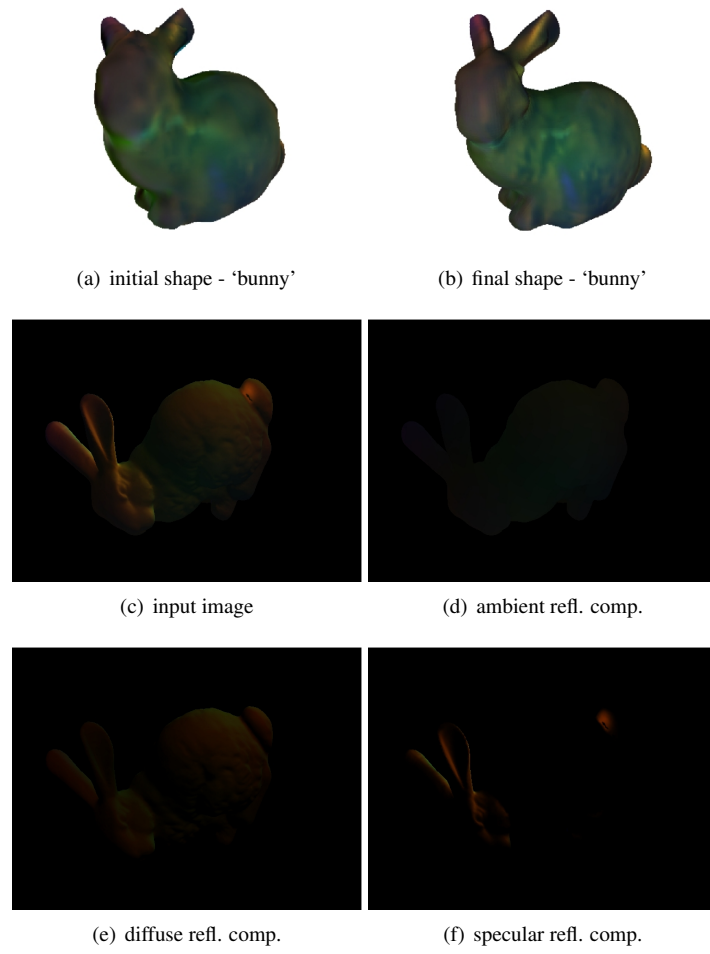 (a) initial shape - ‘bunny’
(b) final shape - ‘bunny’
(c) input image
(d) ambient refl. comp.
(e) diffuse refl. comp.
(f) specular refl. comp.